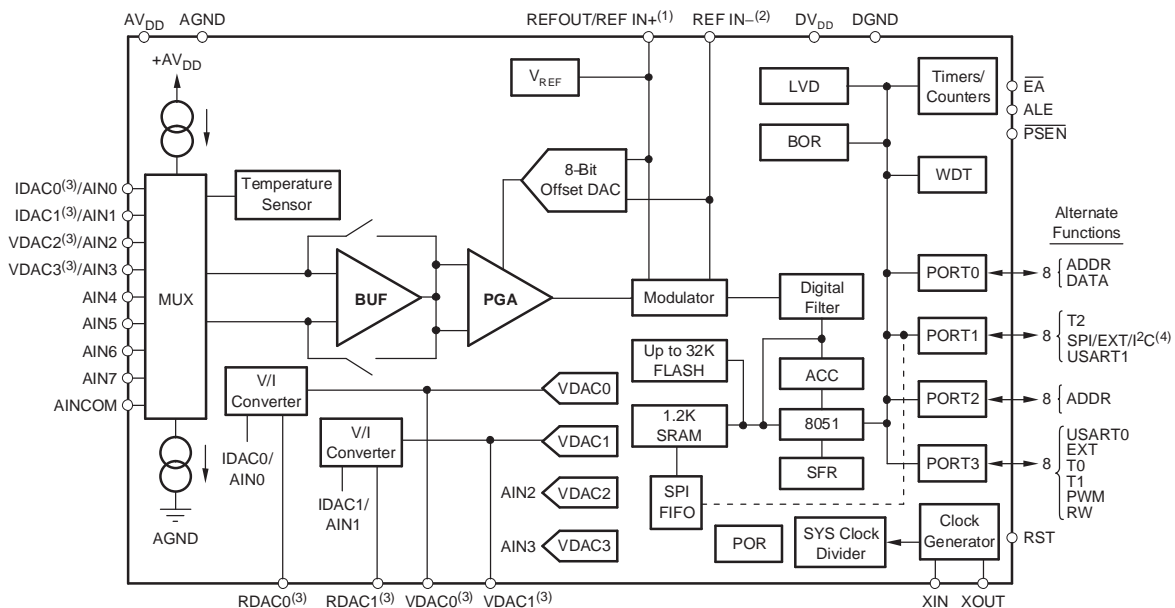 AVDD AGND REFOUT/REF IN+(1) REF IN–(2) DVDD DGND
+AVDD
VREF
LVD
Timers/
Counters
EA
ALE
PSEN
BOR
8-Bit
Offset DAC
WDT
Temperature
Sensor
IDAC0(3)/AIN0
IDAC1(3)/AIN1
VDAC2(3)/AIN2
VDAC3(3)/AIN3
AIN4
AIN5
AIN6
AIN7
AINCOM
MUX
BUF
PGA
Modulator
Digital
Filter
Alternate
Functions
PORT0
8
ADDR
DATA
PORT1
8
T2
SPI/EXT/I2C(4)
USART1
PORT2
8
ADDR
PORT3
8
USART0
EXT
T0
T1
PWM
RW
Up to 32K
FLASH
ACC
V/I
Converter
VDAC0
1.2K
SRAM
8051
V/I
Converter
VDAC1
SFR
IDAC0/
AIN0
IDAC1/
AIN1
AIN2
VDAC2
SPI
FIFO
AIN3
VDAC3
POR
SYS Clock
Divider
Clock
Generator
RST
AGND
RDAC0(3) RDAC1(3) VDAC0(3) VDAC1(3) XIN XOUT